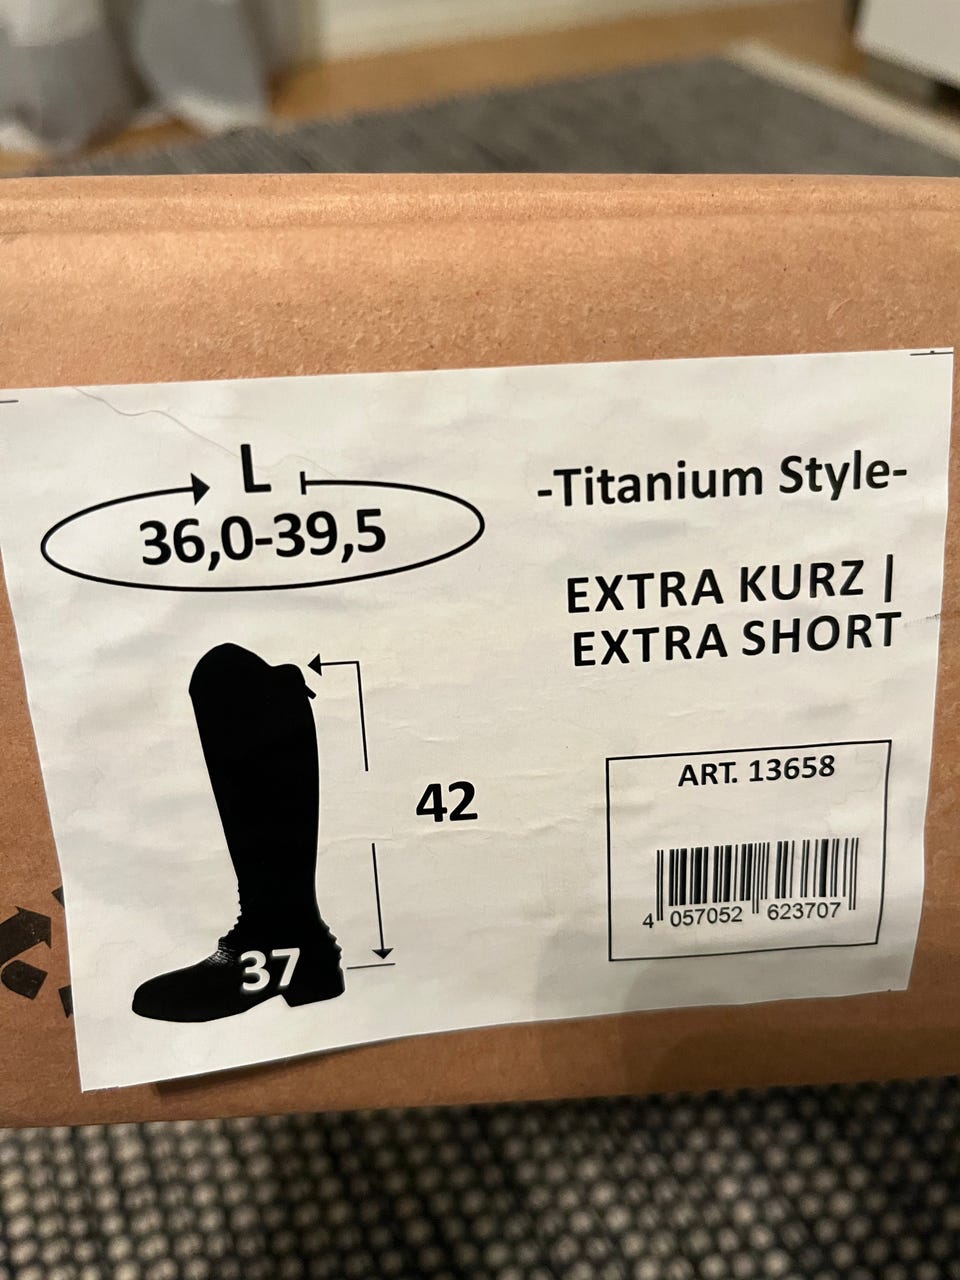 L
36,0-39,5
-Titanium Style-
EXTRA KURZ |
EXTRA SHORT
42
37
ART. 13658
4 057052 623707